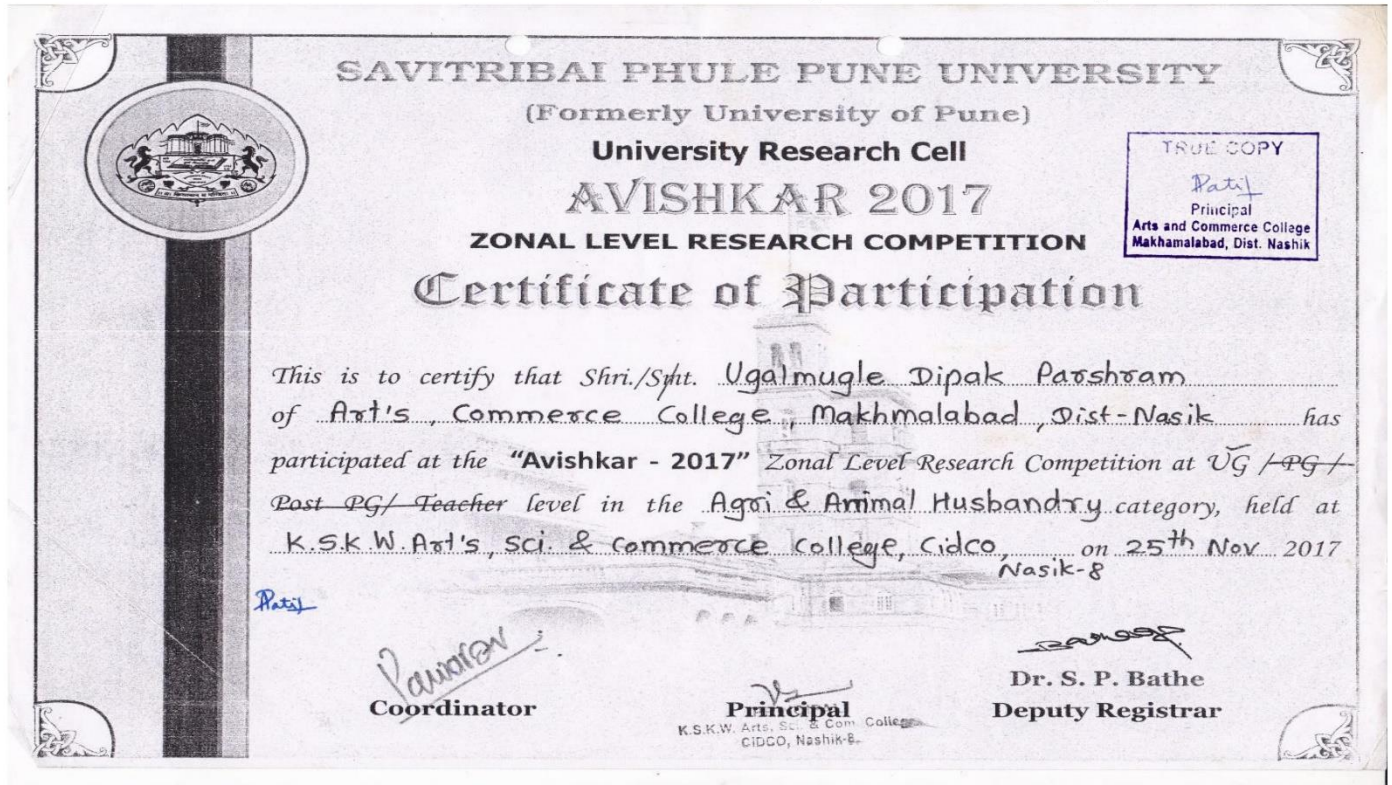 SAVITRIBAI PHULE PUNE UNIVERSITY
(Formerly University of Pune)
University Research Cell
AVISHKAR 2017
ZONAL LEVEL RESEARCH COMPETITION
TRUE COPY
Patil
Principal
Arts and Commerce College
Makhamalabad, Dist. Nashik
Certificate of Participation
This is to certify that Shri./Smt. Ugalmugle Dipak Parshram
of Art's, Commerce College, Makhmalabad, Dist-Nasik has
participated at the "Avishkar - 2017" Zonal Level Research Competition at UG / PG /
Post PG/ Teacher level in the Agri & Animal Husbandry category, held at
K.S.K.W. Art's, Sci. & Commerce College, Cidco, on 25th Nov 2017
Nasik-8
Patil
Coordinator
Principal
K.S.K.W. Arts, Sci. & Com. College
CIDCO, Nashik-8.
Dr. S. P. Bathe
Deputy Registrar